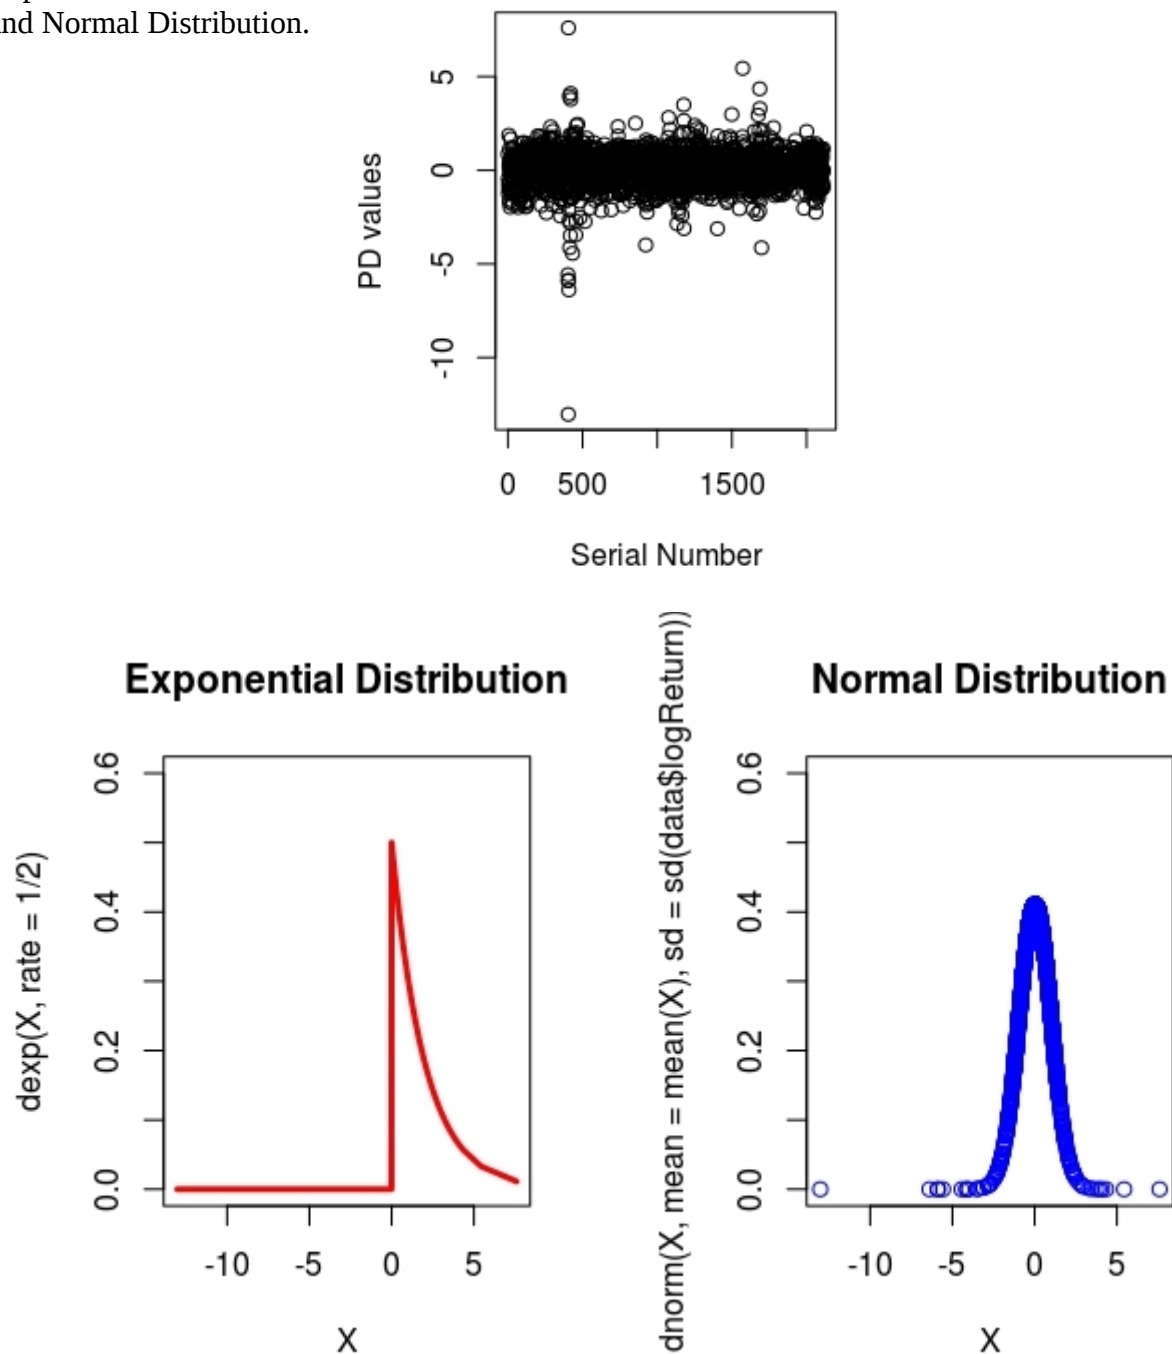 and Normal Distribution.
5
0
-5
-10
PD values
0 500 1500
Serial Number
Exponential Distribution
0.6
0.4
0.2
0.0
dexp(X, rate = 1/2)
-10 -5 0 5
X
Normal Distribution
0.6
0.4
0.2
0.0
dnorm(X, mean = mean(X), sd = sd(data$logReturn))
-10 -5 0 5
X